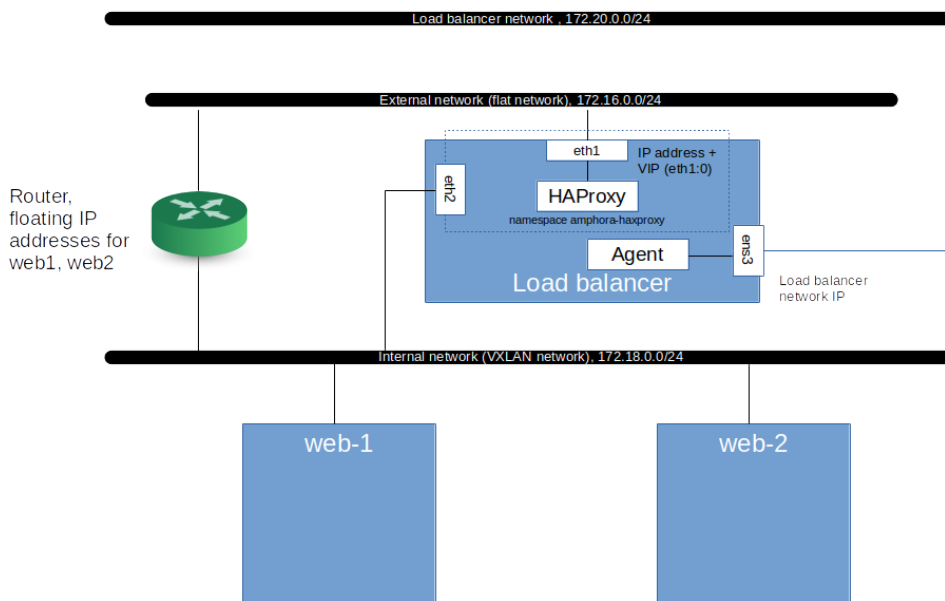 Load balancer network , 172.20.0.0/24
External network (flat network), 172.16.0.0/24
eth1
IP address +
VIP (eth1:0)
eth2
HAProxy
namespace amphora-haxproxy
Router,
floating IP
addresses for
web1, web2
Agent
ens3
Load balancer
Load balancer
network IP
Internal network (VXLAN network), 172.18.0.0/24
web-1
web-2